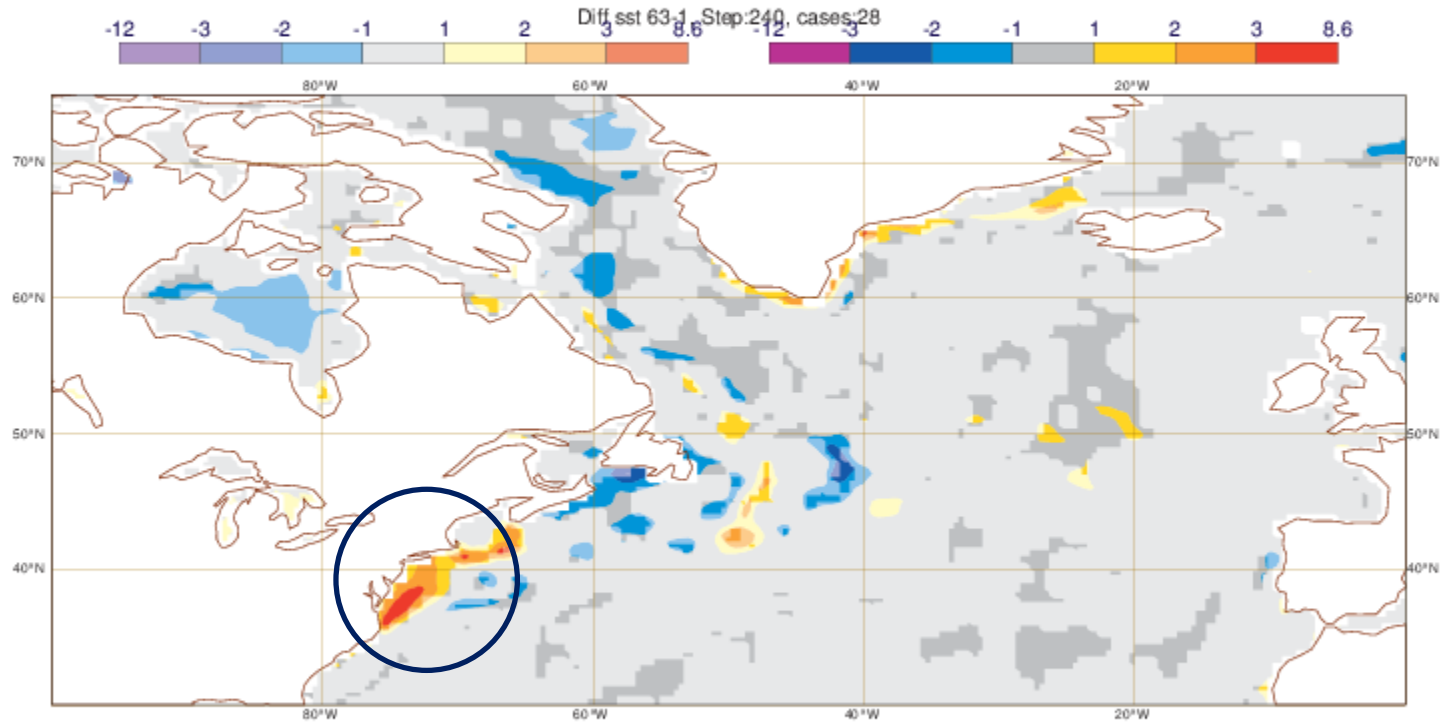 Diff sst 63-1, Step:240, cases:28
-12 -3 -2 -1 1 2 3 8.6 -12 -3 -2 -1 1 2 3 8.6
80°W 60°W 40°W 20°W
70°N 70°N
60°N 60°N
50°N 50°N
40°N 40°N
80°W 60°W 40°W 20°W